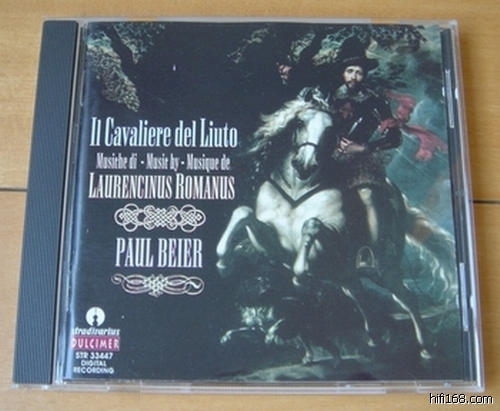 Il Cavaliere del Liuto
Musiche di - Music by - Musique de
LAURENCINUS ROMANUS
PAUL BEIER
stradivarius
DULCIMER
STR 33447
DIGITAL
RECORDING
hifi168.com